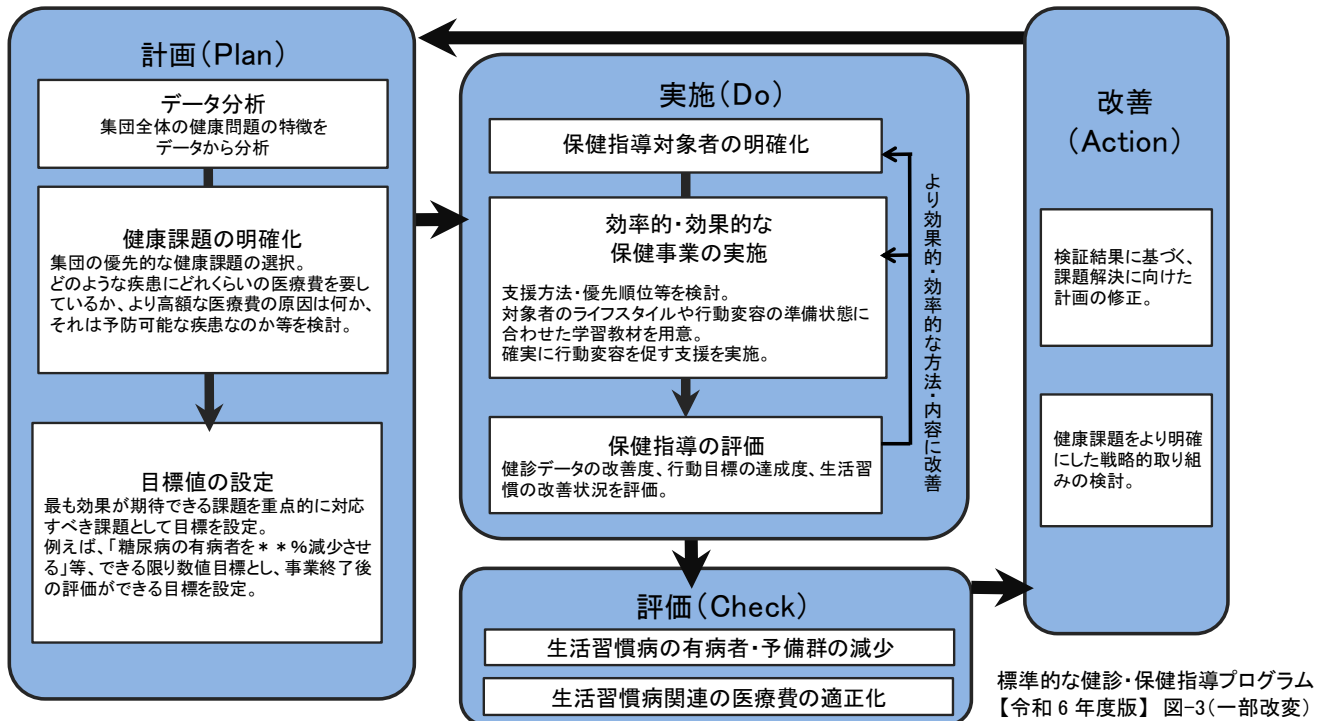 計画(Plan)
データ分析
集団全体の健康問題の特徴を
データから分析
健康課題の明確化
集団の優先的な健康課題の選択。
どのような疾患にどれくらいの医療費を要し
ているか、より高額な医療費の原因は何か、
それは予防可能な疾患なのか等を検討。
目標値の設定
最も効果が期待できる課題を重点的に対応
すべき課題として目標を設定。
例えば、「糖尿病の有病者を＊＊%減少させ
る」等、できる限り数値目標とし、事業終了後
の評価ができる目標を設定。
実施(Do)
保健指導対象者の明確化
効率的・効果的な
保健事業の実施
支援方法・優先順位等を検討。
対象者のライフスタイルや行動変容の準備状態に
合わせた学習教材を用意。
確実に行動変容を促す支援を実施。
保健指導の評価
健診データの改善度、行動目標の達成度、生活習
慣の改善状況を評価。
より効果的・効率的な方法・内容に改善
評価(Check)
生活習慣病の有病者・予備群の減少
生活習慣病関連の医療費の適正化
改善
(Action)
検証結果に基づく、
課題解決に向けた
計画の修正。
健康課題をより明確
にした戦略的取り組
みの検討。
標準的な健診・保健指導プログラム
【令和 6 年度版】 図-3(一部改変)